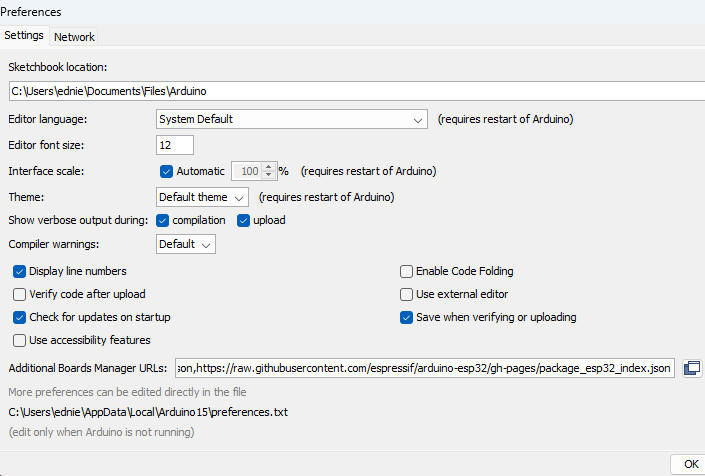 Preferences
Settings Network
Sketchbook location:
C:\Users\ednie\Documents\Files\Arduino
Editor language: System Default (requires restart of Arduino)
Editor font size: 12
Interface scale: Automatic 100 % (requires restart of Arduino)
Theme: Default theme (requires restart of Arduino)
Show verbose output during: compilation upload
Compiler warnings: Default
Display line numbers Enable Code Folding
Verify code after upload Use external editor
Check for updates on startup Save when verifying or uploading
Use accessibility features
Additional Boards Manager URLs: son,https://raw.githubusercontent.com/espressif/arduino-esp32/gh-pages/package_esp32_index.json
More preferences can be edited directly in the file
C:\Users\ednie\AppData\Local\Arduino15\preferences.txt
(edit only when Arduino is not running)
OK